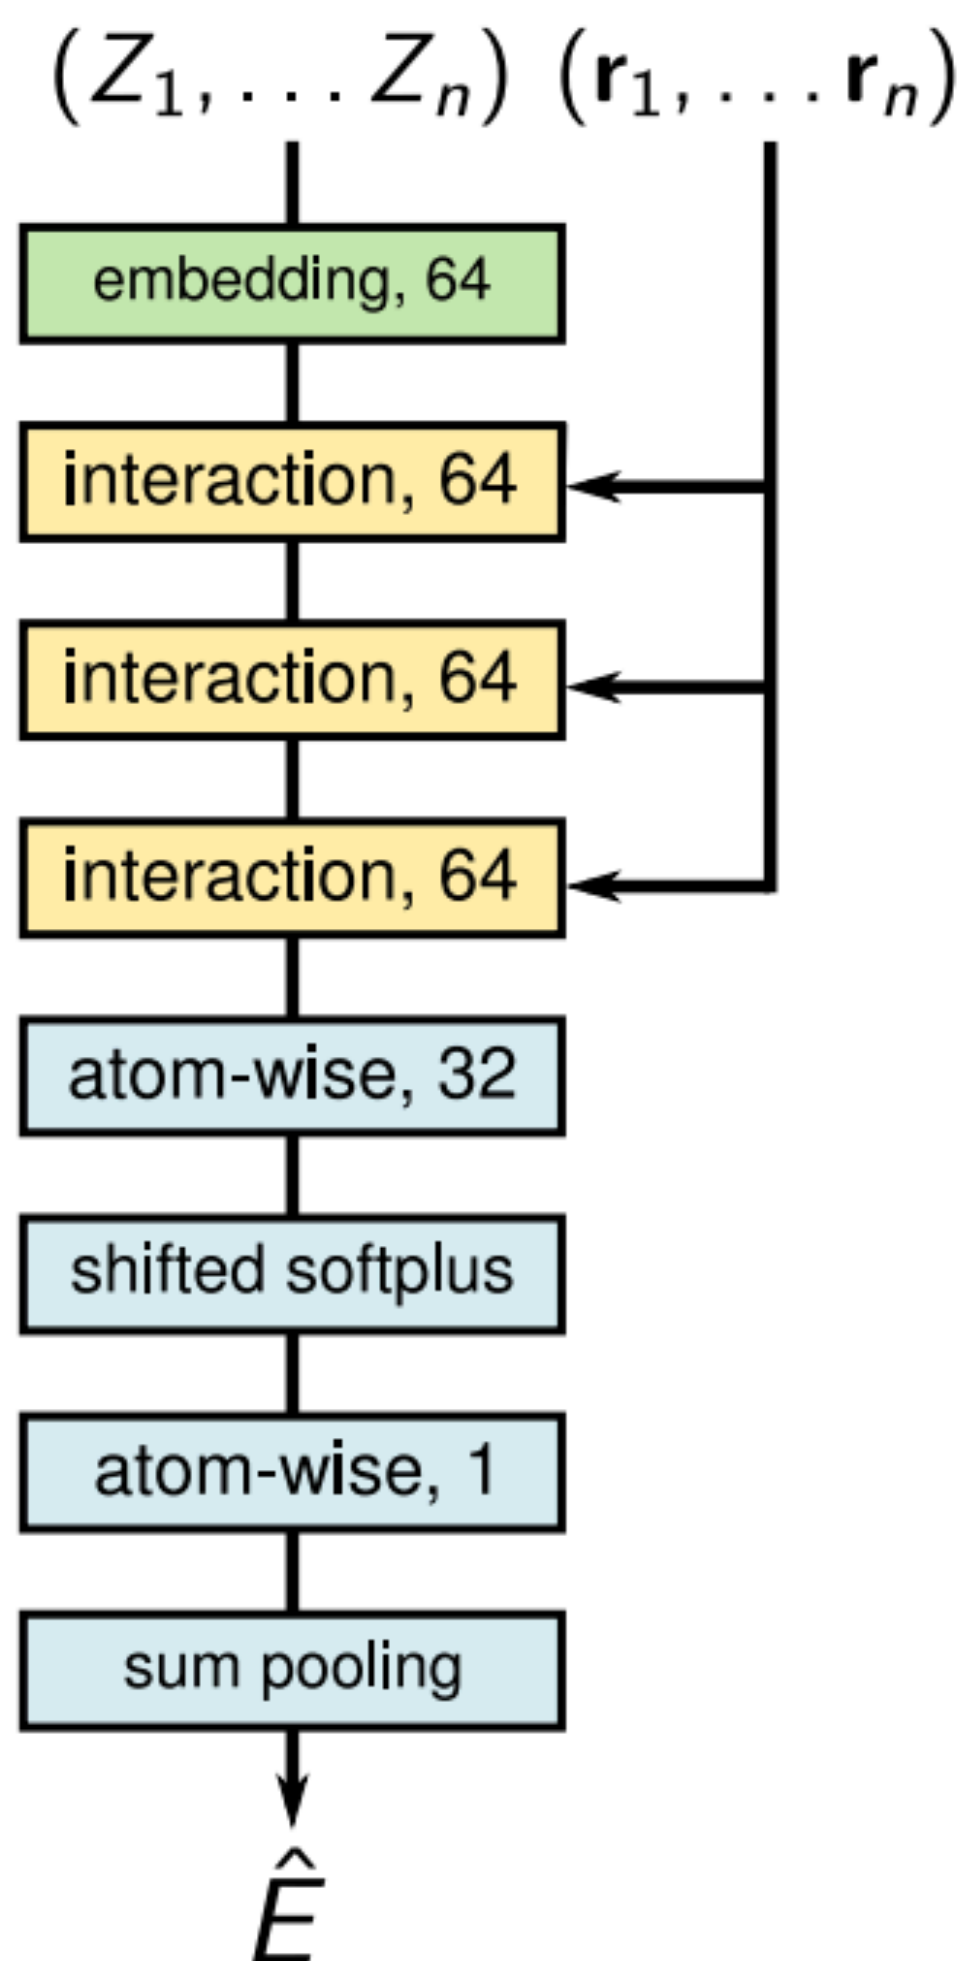 (Z₁, . . . Zₙ) (r₁, . . . rₙ)
embedding, 64
interaction, 64
interaction, 64
interaction, 64
atom-wise, 32
shifted softplus
atom-wise, 1
sum pooling
Ê